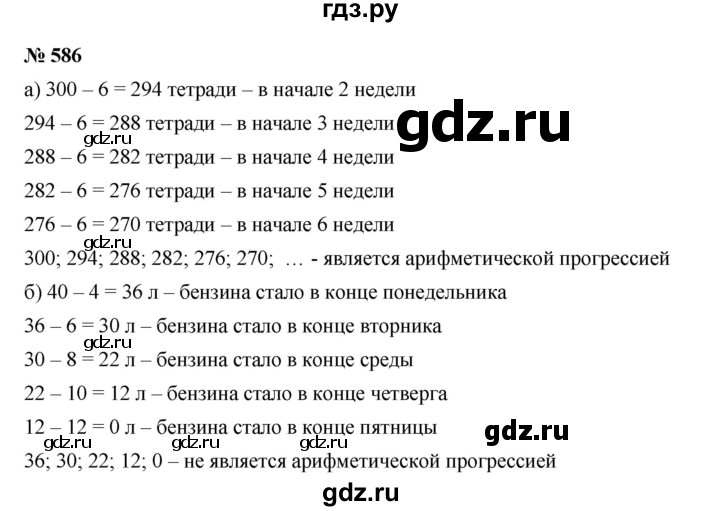 гдз.ру
№ 586
а) 300 – 6 = 294 тетради – в начале 2 недели
294 – 6 = 288 тетради – в начале 3 недели
gdz.ru
gdz.ru
288 – 6 = 282 тетради – в начале 4 недели
282 – 6 = 276 тетради – в начале 5 недели
276 – 6 = 270 тетради – в начале 6 недели
gdz.ru
300; 294; 288; 282; 276; 270;  … - является арифметической прогрессией
б) 40 – 4 = 36 л – бензина стало в конце понедельника
36 – 6 = 30 л – бензина стало в конце вторника
gdz.ru
30 – 8 = 22 л – бензина стало в конце среды
22 – 10 = 12 л – бензина стало в конце четверга
12 – 12 = 0 л – бензина стало в конце пятницы
gdz.ru gdz.ru gdz.ru gdz.ru
36; 30; 22; 12; 0 – не является арифметической прогрессией
gdz.ru